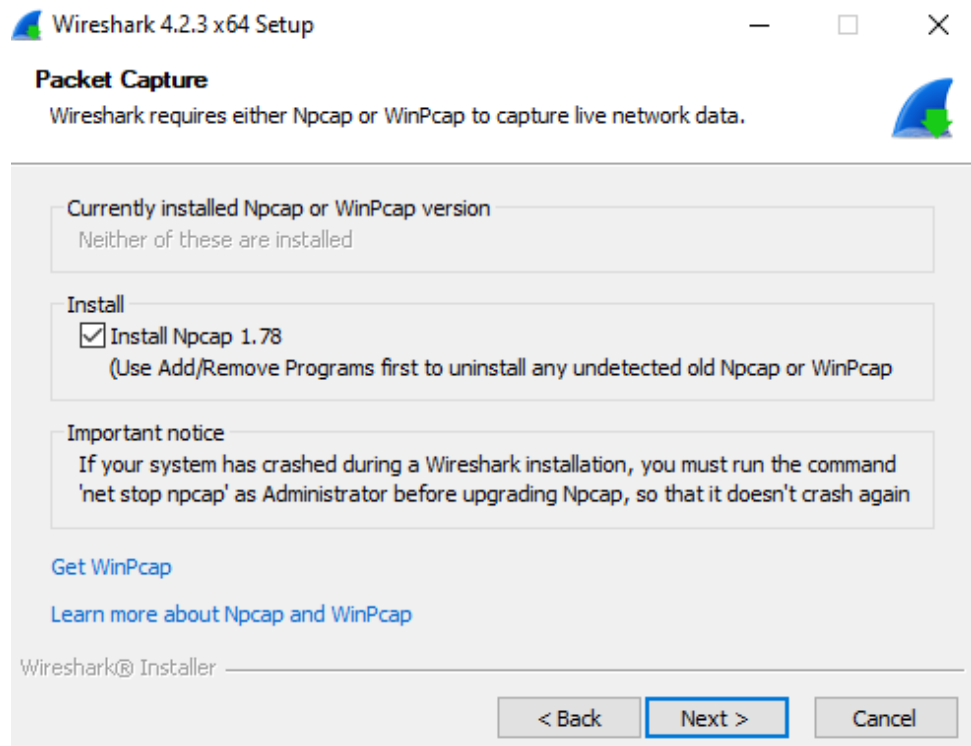 Wireshark 4.2.3 x64 Setup
Packet Capture
Wireshark requires either Npcap or WinPcap to capture live network data.
Currently installed Npcap or WinPcap version
Neither of these are installed
Install
Install Npcap 1.78
(Use Add/Remove Programs first to uninstall any undetected old Npcap or WinPcap
Important notice
If your system has crashed during a Wireshark installation, you must run the command
'net stop npcap' as Administrator before upgrading Npcap, so that it doesn't crash again
Get WinPcap
Learn more about Npcap and WinPcap
Wireshark® Installer
< Back Next > Cancel